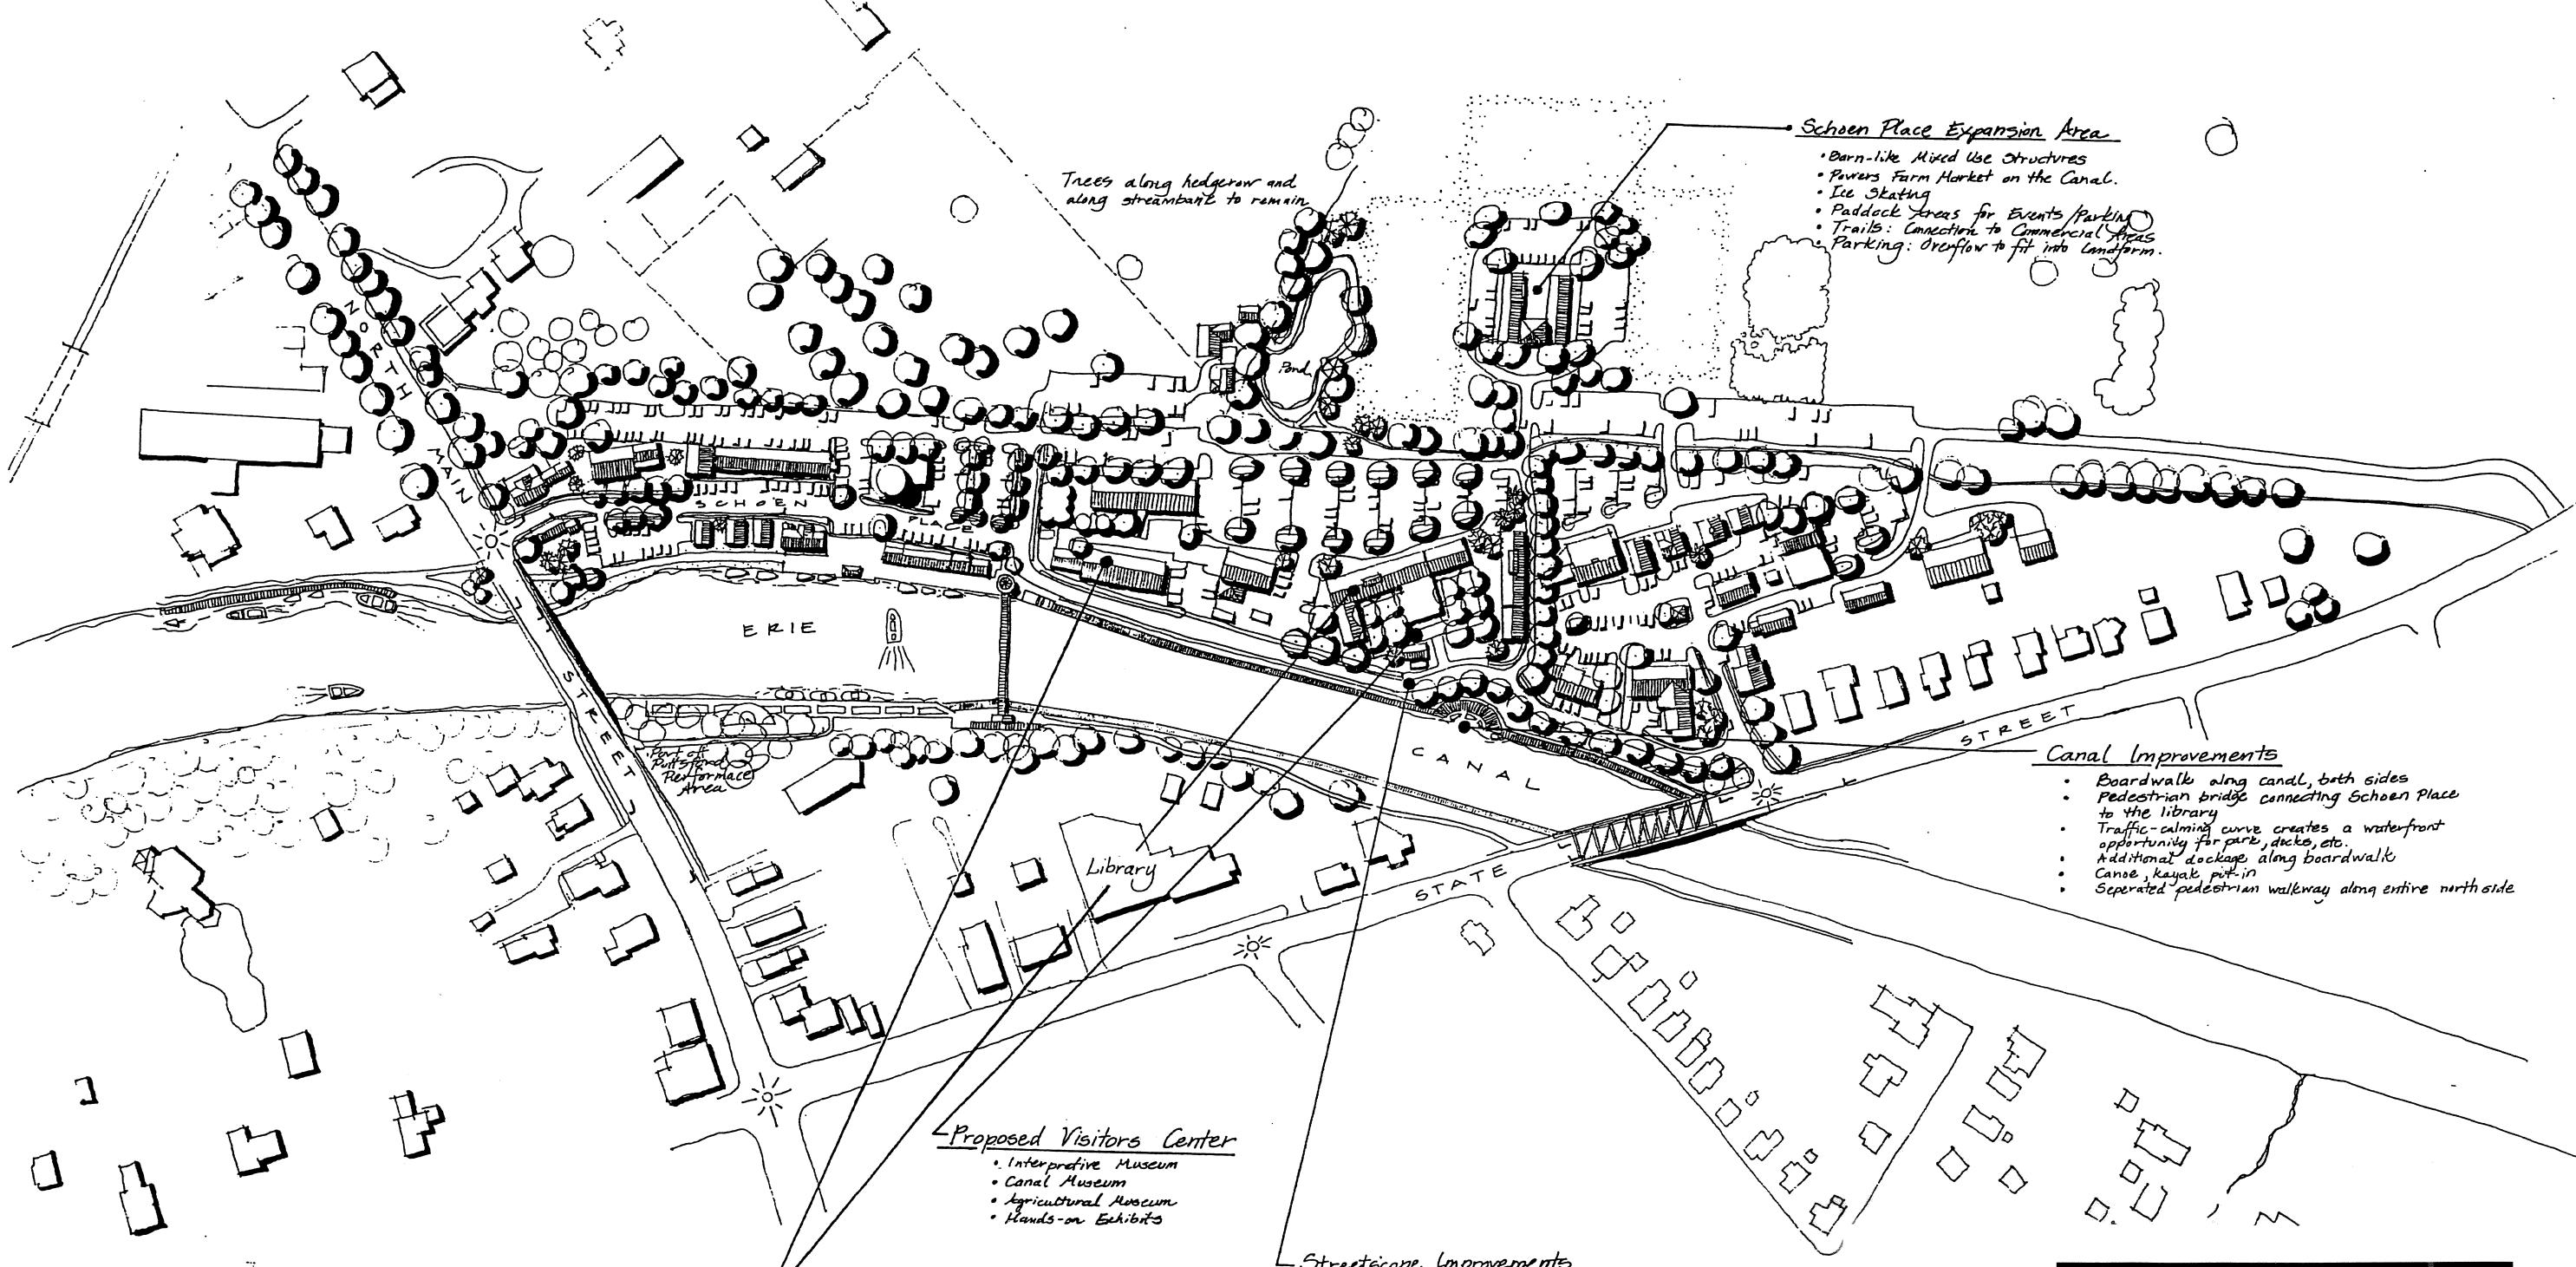 Schoen Place Expansion Area
• Barn-like Mixed Use Structures
• Powers Farm Market on the Canal.
• Ice Skating
• Paddock Areas for Events/Parking
• Trails: Connection to Commercial Areas
• Parking: Overflow to fit into Landform.
Trees along hedgerow and
along streambank to remain
Pond
NORTH
MAIN
STREET
SCHOEN
PLACE
ERIE
CANAL
Port of
Pittsford
Performace
Area
Library
STATE
STREET
Canal Improvements
• Boardwalk along canal, both sides
• Pedestrian bridge connecting Schoen Place
to the library
• Traffic-calming curve creates a waterfront
opportunity for park, docks, etc.
• Additional dockage along boardwalk
• Canoe, kayak put-in
• Seperated pedestrian walkway along entire north side
Proposed Visitors Center
• Interpretive Museum
• Canal Museum
• Agricultural Museum
• Hands-on Exhibits
Streetscape Improvements